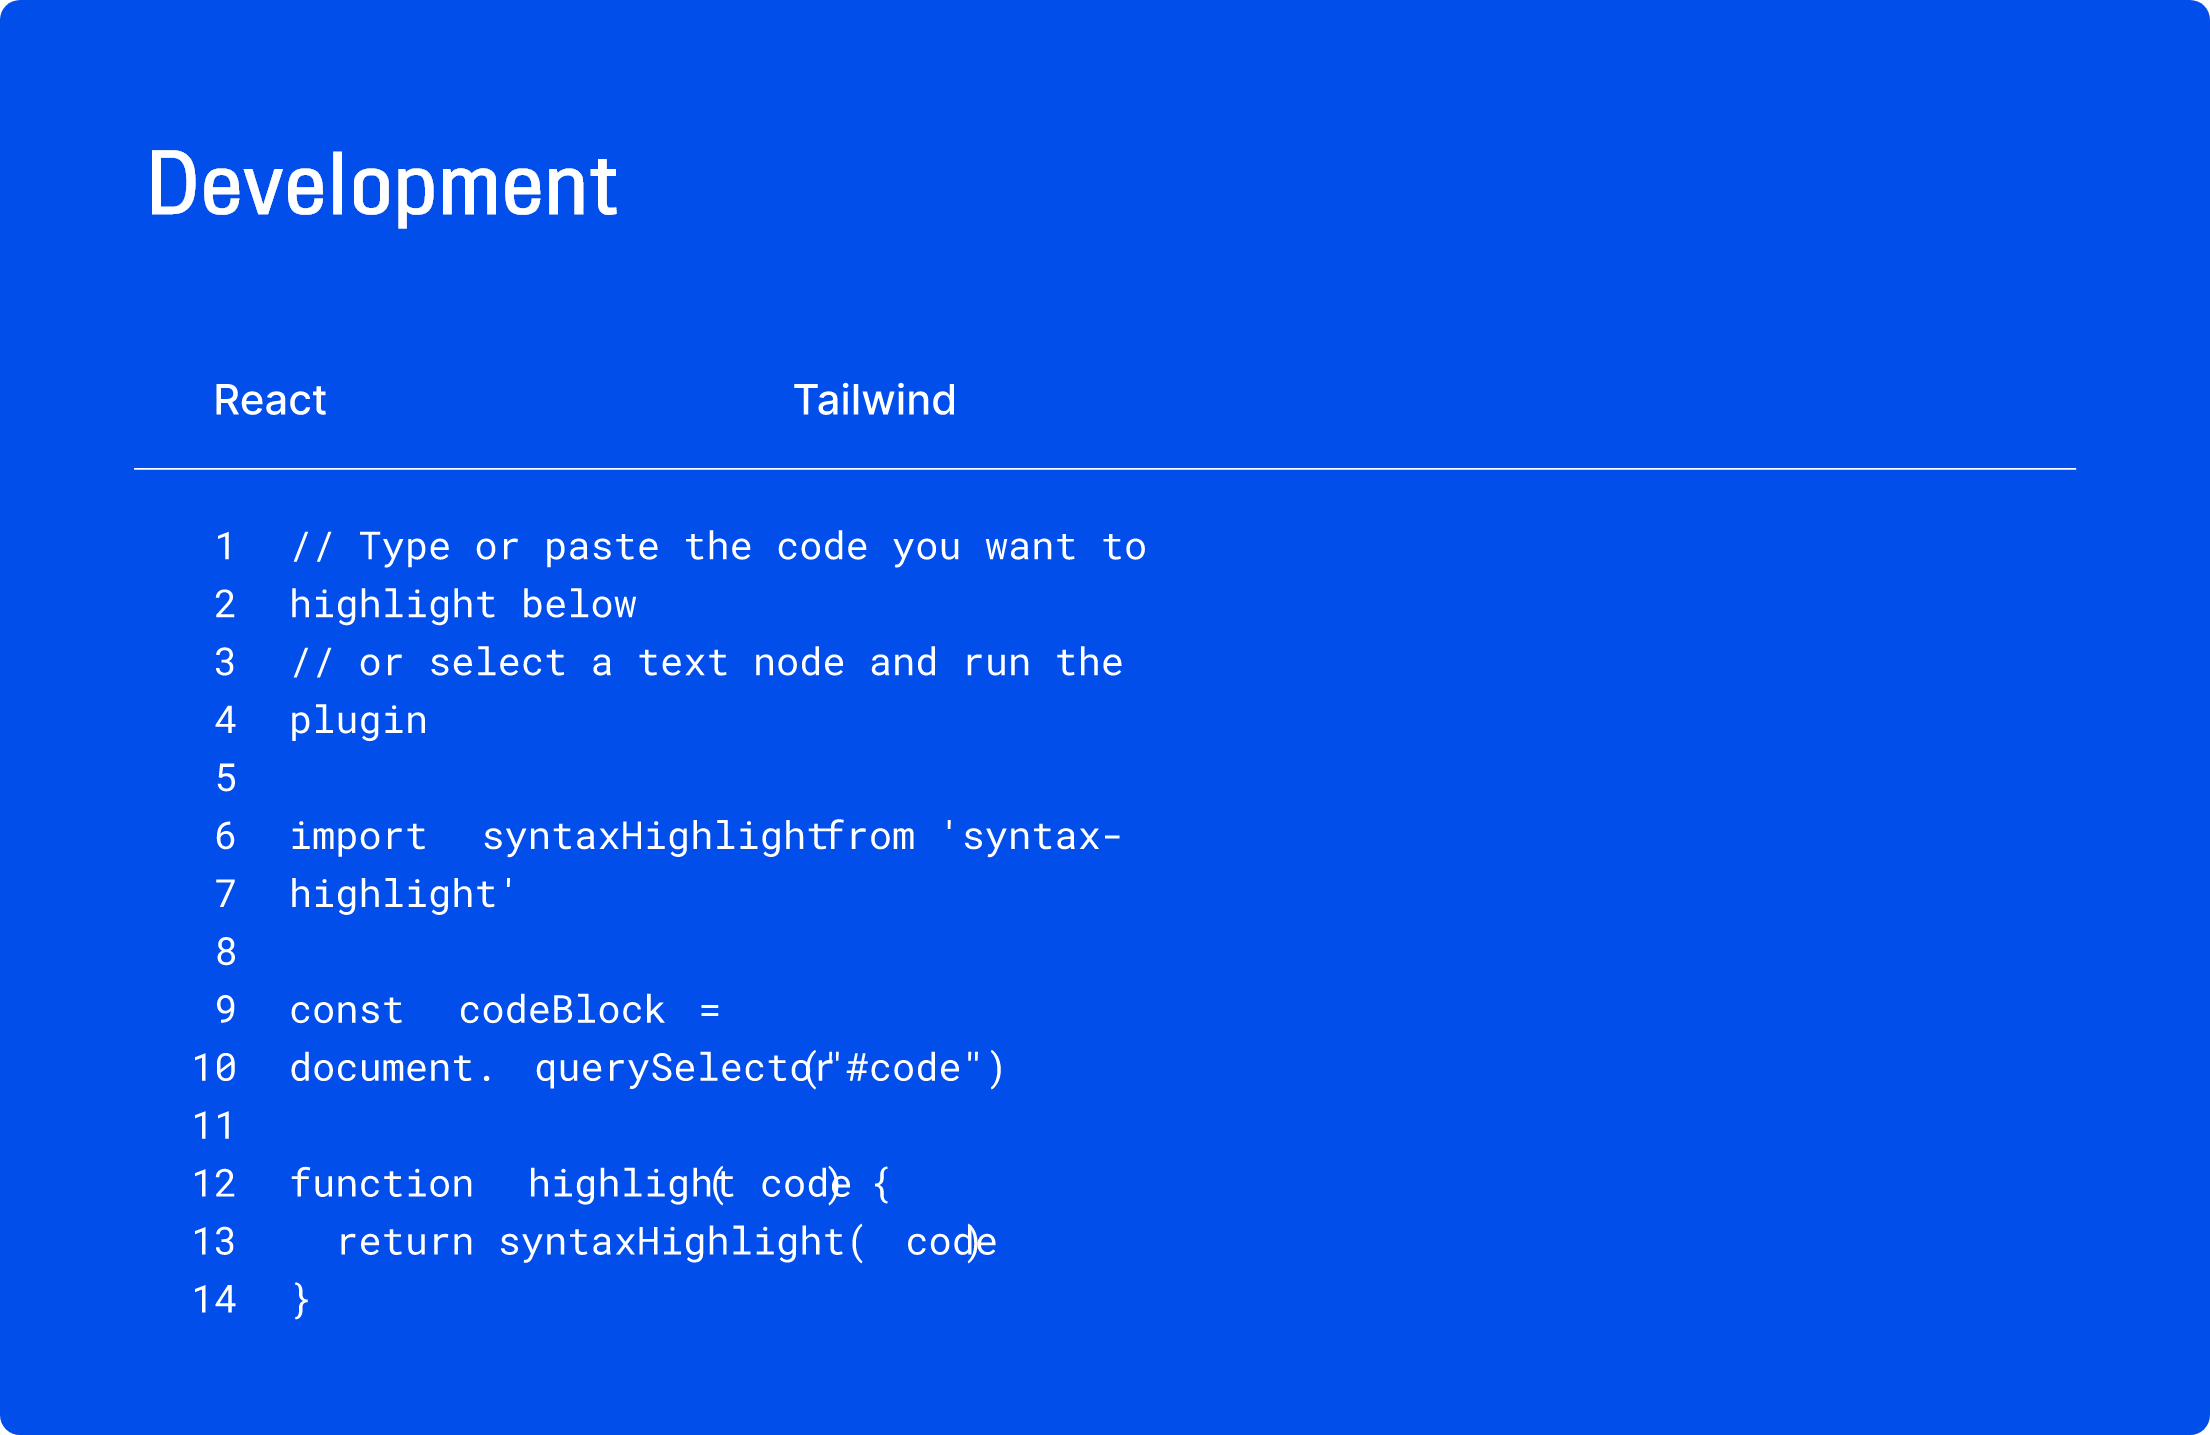 Development
React Tailwind
1 // Type or paste the code you want to
2 highlight below
3 // or select a text node and run the
4 plugin
5
6 import syntaxHighlight from 'syntax-
7 highlight'
8
9 const codeBlock =
10 document. querySelector("#code")
11
12 function highlight( code) {
13 return syntaxHighlight( code)
14 }